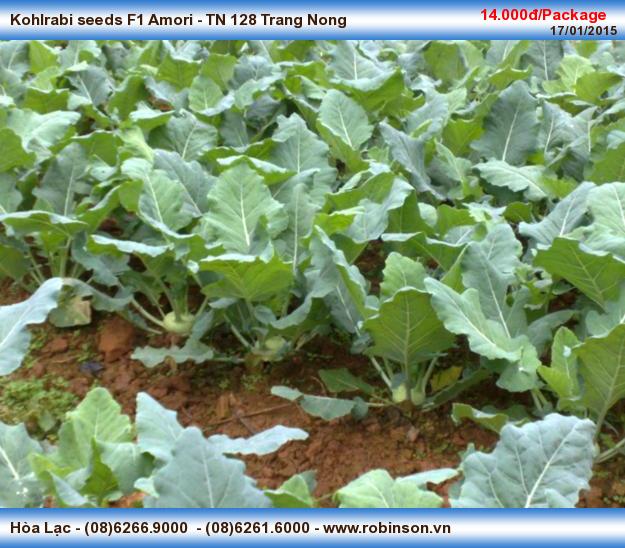 Kohlrabi seeds F1 Amori - TN 128 Trang Nong
14.000đ/Package
17/01/2015
Hòa Lạc - (08)6266.9000 - (08)6261.6000 - www.robinson.vn